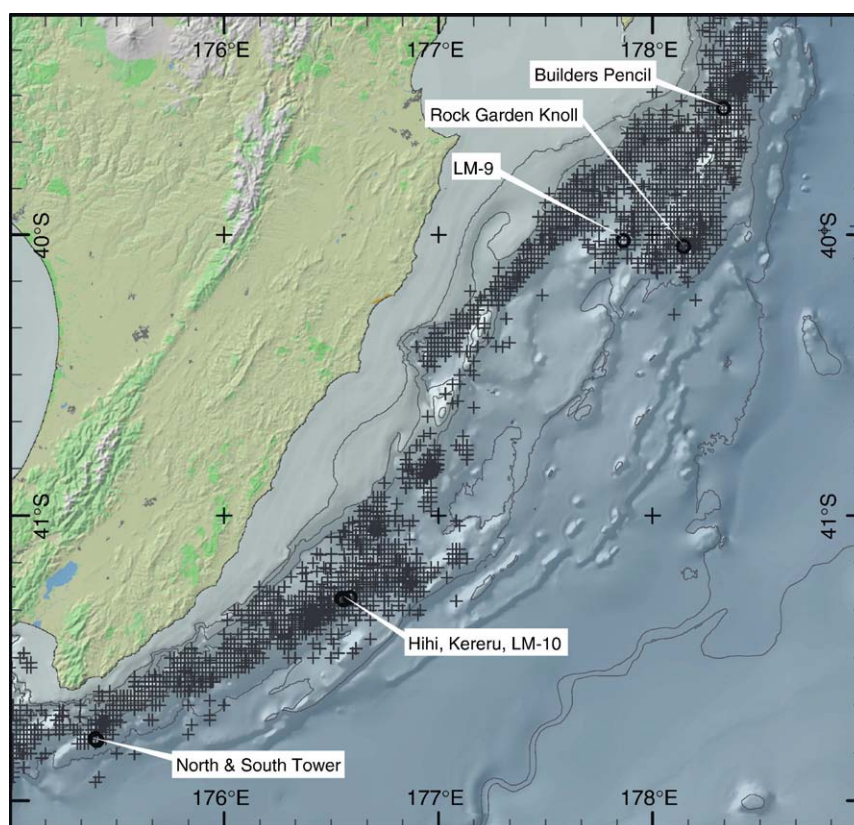 176°E
177°E
178°E
Builders Pencil
Rock Garden Knoll
LM-9
40°S
40°S
41°S
41°S
Hihi, Kereru, LM-10
North & South Tower
176°E
177°E
178°E